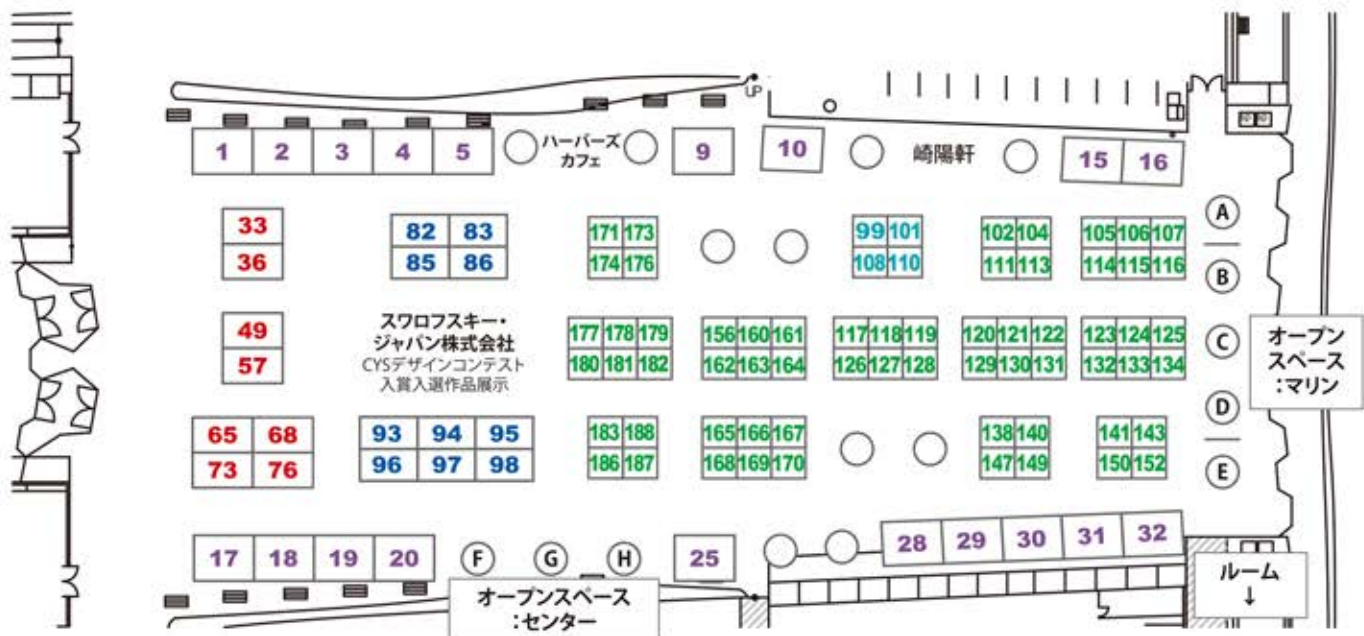 UP
1 2 3 4 5 ハーバーズ
カフェ
9 10 崎陽軒 15 16
33 82 83 171 173 99 101 102 104 105 106 107 A
36 85 86 174 176 108 110 111 113 114 115 116 B
49 スワロフスキー・
ジャパン株式会社
CYSデザインコンテスト
入賞入選作品展示
177 178 179 156 160 161 117 118 119 120 121 122 123 124 125 C
57 180 181 182 162 163 164 126 127 128 129 130 131 132 133 134
オープン
スペース
:マリン
65 68 93 94 95 183 188 165 166 167 138 140 141 143 D
73 76 96 97 98 186 187 168 169 170 147 149 150 152 E
17 18 19 20 F G H 25 28 29 30 31 32
オープンスペース
:センター
ルーム
↓